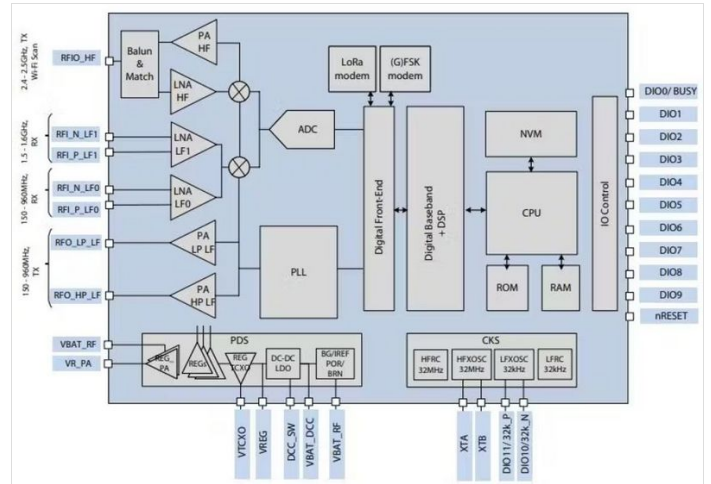 2.4 - 2.5GHz, TX
Wi-Fi Scan
RFIO_HF
Balun
&
Match
PA
HF
LNA
HF
1.5 - 1.6GHz,
RX
RFI_N_LF1
RFI_P_LF1
LNA
LF1
150 - 960MHz,
RX
RFI_N_LF0
RFI_P_LF0
LNA
LF0
150 - 960MHz,
TX
RFO_LP_LF
RFO_HP_LF
PA
LP LF
PA
HP LF
ADC
PLL
LoRa
modem
(G)FSK
modem
Digital Front-End
Digital Baseband
+ DSP
NVM
CPU
ROM
RAM
IO Control
DIO0/ BUSY
DIO1
DIO2
DIO3
DIO4
DIO5
DIO6
DIO7
DIO8
DIO9
nRESET
VBAT_RF
VR_PA
PDS
REG_
PA
REGs
REG
TCXO
DC-DC
LDO
BG/IREF
POR/
BRN
CKS
HFRC
32MHz
HFXOSC
32MHz
LFXOSC
32kHz
LFRC
32kHz
VTCXO
VREG
DCC_SW
VBAT_DCC
VBAT_RF
XTA
XTB
DIO11/ 32k_P
DIO10/32k_N